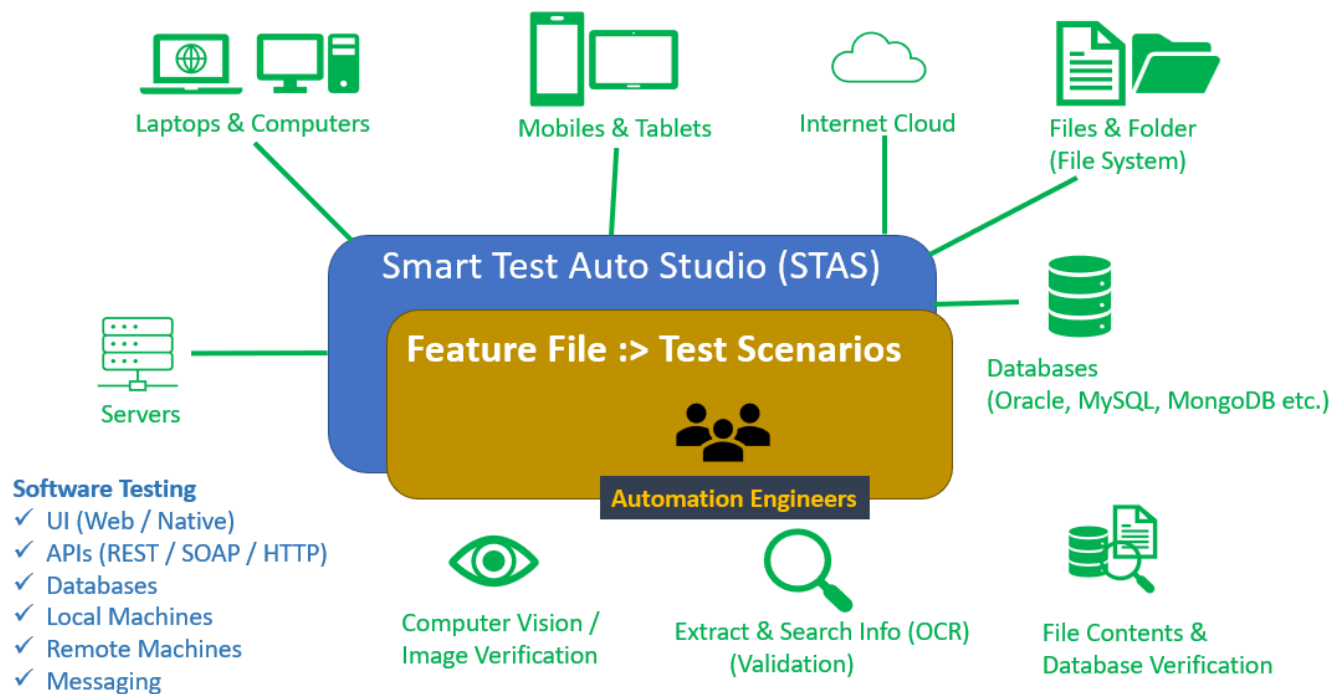 Laptops & Computers
Mobiles & Tablets
Internet Cloud
Files & Folder
(File System)
Smart Test Auto Studio (STAS)
Feature File :> Test Scenarios
Automation Engineers
Servers
Databases
(Oracle, MySQL, MongoDB etc.)
Software Testing
✓ UI (Web / Native)
✓ APIs (REST / SOAP / HTTP)
✓ Databases
✓ Local Machines
✓ Remote Machines
✓ Messaging
Computer Vision /
Image Verification
Extract & Search Info (OCR)
(Validation)
File Contents &
Database Verification